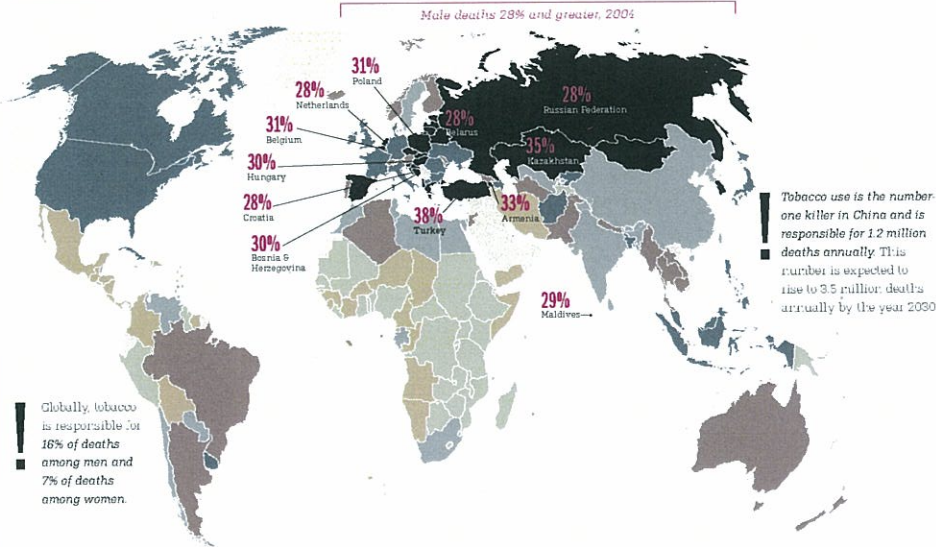 Male deaths 28% and greater, 2004
31%
Poland
28%
Netherlands
28%
Russian Federation
28%
Belarus
31%
Belgium
35%
Kazakhstan
30%
Hungary
28%
Croatia
33%
Armenia
38%
Turkey
30%
Bosnia &
Herzegovina
29%
Maldives
Tobacco use is the number-
one killer in China and is
responsible for 1.2 million
deaths annually. This
number is expected to
rise to 3.5 million deaths
annually by the year 2030
Globally, tobacco
is responsible for
16% of deaths
among men and
7% of deaths
among women.